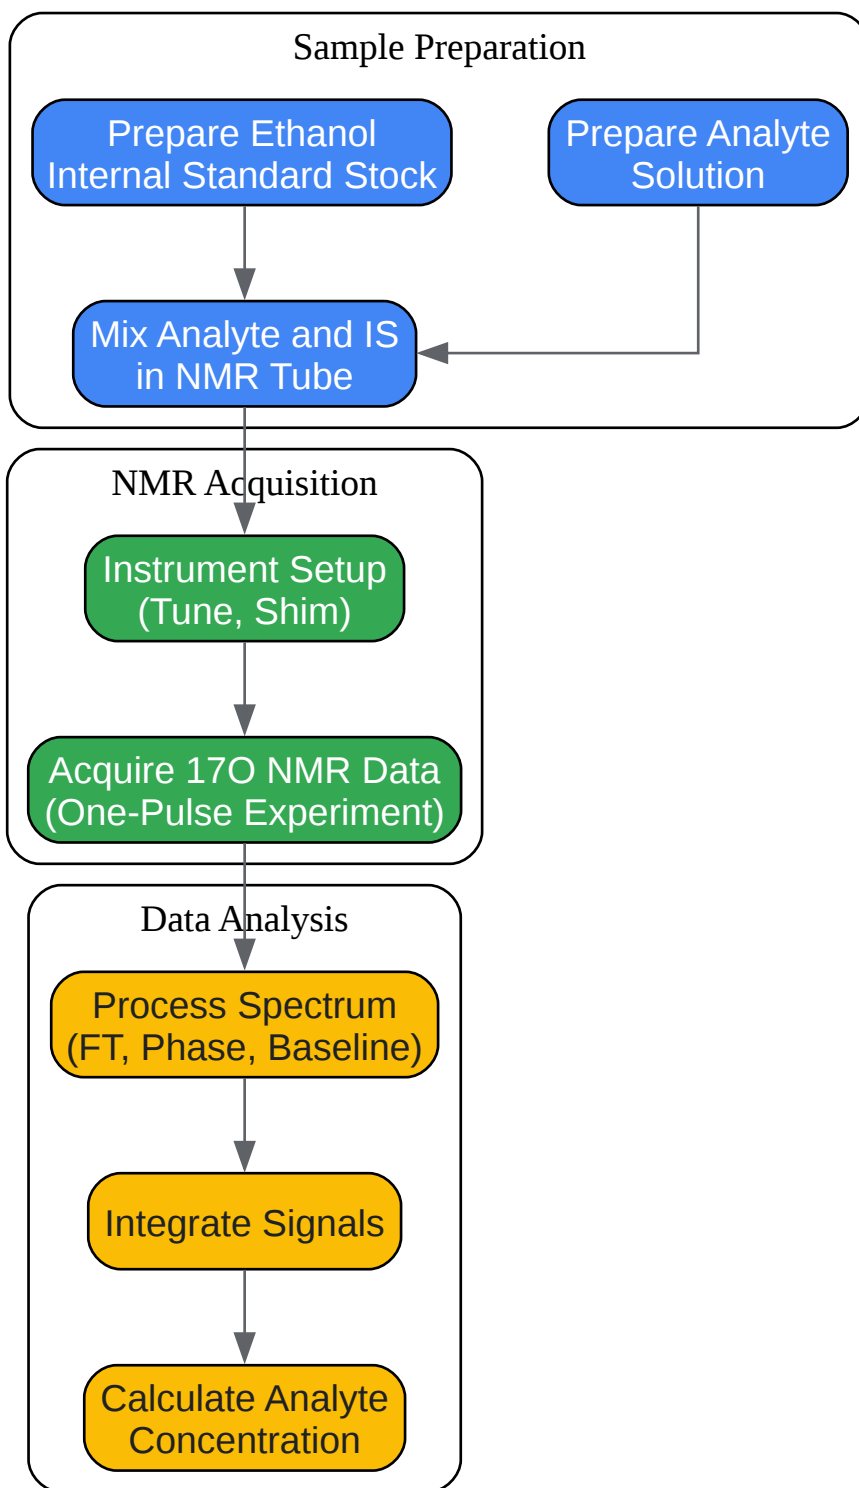 Sample Preparation
Prepare Ethanol
Internal Standard Stock
Prepare Analyte
Solution
Mix Analyte and IS
in NMR Tube
NMR Acquisition
Instrument Setup
(Tune, Shim)
Acquire 17O NMR Data
(One-Pulse Experiment)
Data Analysis
Process Spectrum
(FT, Phase, Baseline)
Integrate Signals
Calculate Analyte
Concentration